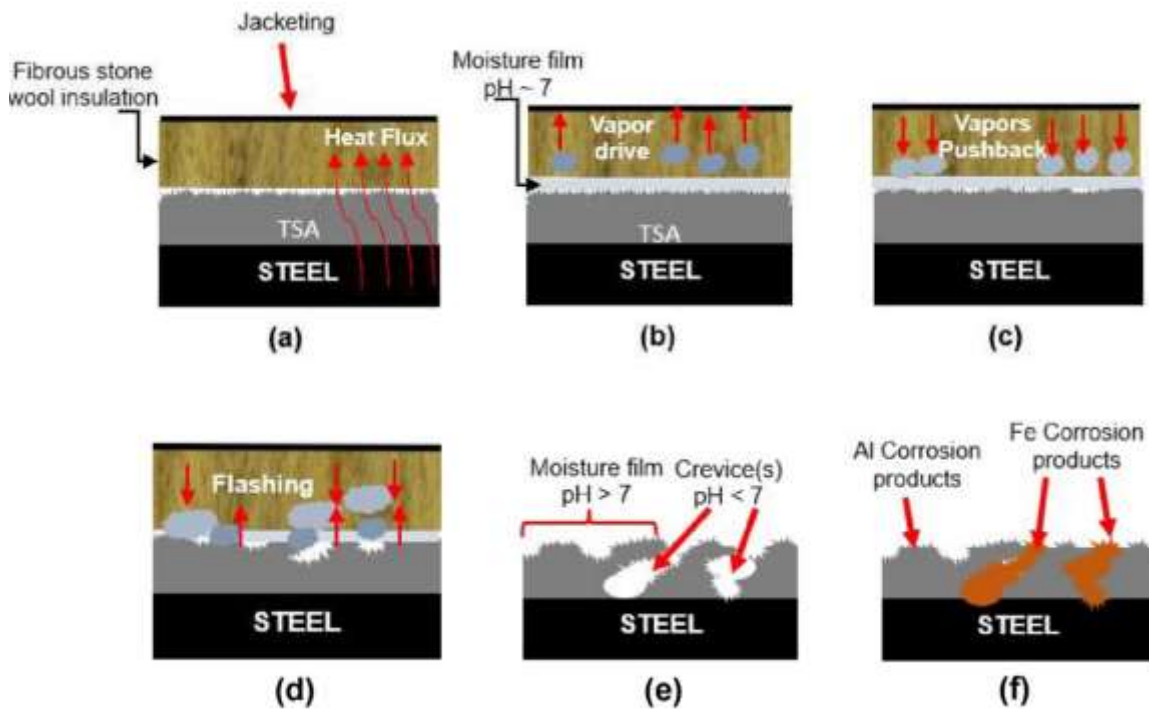 Jacketing
Fibrous stone
wool insulation
Heat Flux
TSA
STEEL
(a)
Moisture film
pH ~ 7
Vapor
drive
TSA
STEEL
(b)
Vapors
Pushback
STEEL
(c)
Flashing
STEEL
(d)
Moisture film
pH > 7
Crevice(s)
pH < 7
STEEL
(e)
Al Corrosion
products
Fe Corrosion
products
STEEL
(f)